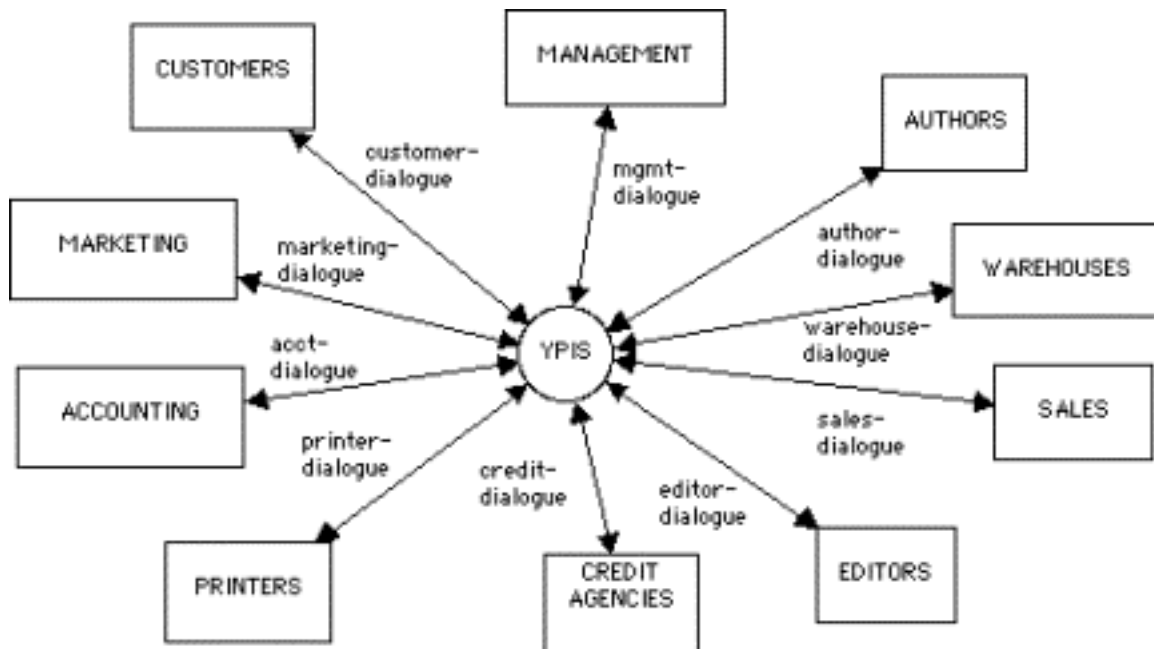 MANAGEMENT
CUSTOMERS
AUTHORS
customer-
dialogue
mgmt-
dialogue
MARKETING
marketing-
dialogue
author-
dialogue
WAREHOUSES
YPIS
acct-
dialogue
warehouse-
dialogue
ACCOUNTING
SALES
printer-
dialogue
sales-
dialogue
credit-
dialogue
editor-
dialogue
PRINTERS
CREDIT
AGENCIES
EDITORS